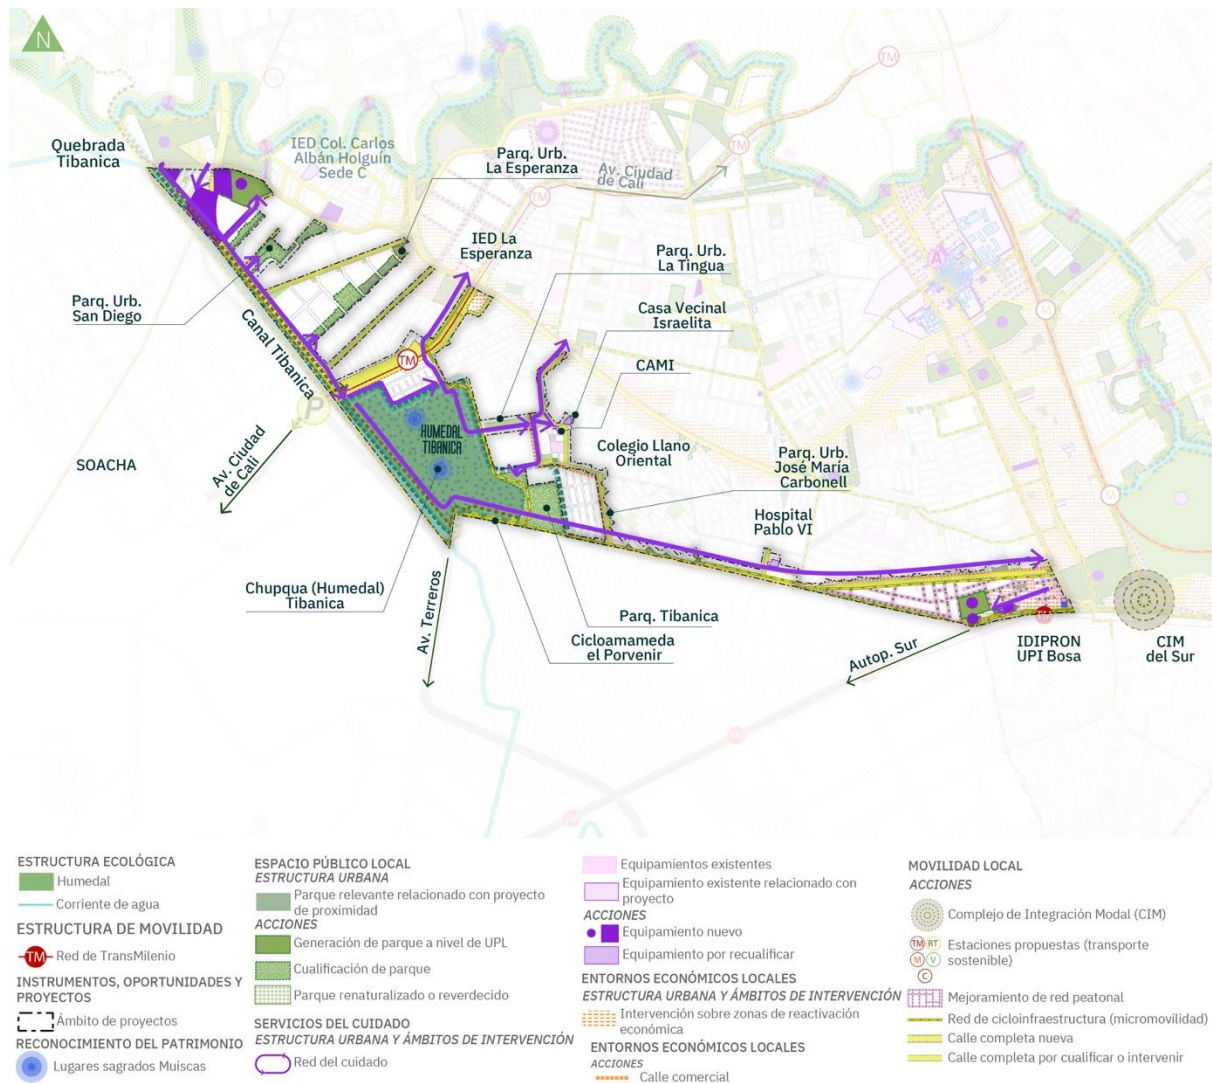 N
Quebrada
Tibanica
IED Col. Carlos
Albán Holguín
Sede C
Parq. Urb.
La Esperanza
TM
TM
Av. Ciudad
de Cali
TM
IED La
Esperanza
Parq. Urb.
La Tingua
A
Parq. Urb.
San Diego
Canal Tibanica
Casa Vecinal
Israelita
M
TM
CAMI
P
HUMEDAL
TIBANICA
Colegio Llano
Oriental
Parq. Urb.
José María
Carbonell
SOACHA
Av. Ciudad
de Cali
M
Hospital
Pablo VI
Chupqua (Humedal)
Tibanica
Av. Terreros
Parq. Tibanica
Cicloamameda
el Porvenir
TM
Autop. Sur
IDIPRON
UPI Bosa
CIM
del Sur
TM
TM
ESTRUCTURA ECOLÓGICA
Humedal
Corriente de agua
ESTRUCTURA DE MOVILIDAD
TM Red de TransMilenio
INSTRUMENTOS, OPORTUNIDADES Y
PROYECTOS
Ámbito de proyectos
RECONOCIMIENTO DEL PATRIMONIO
Lugares sagrados Muiscas
ESPACIO PÚBLICO LOCAL
ESTRUCTURA URBANA
Parque relevante relacionado con proyecto
de proximidad
ACCIONES
Generación de parque a nivel de UPL
Cualificación de parque
Parque renaturalizado o reverdecido
SERVICIOS DEL CUIDADO
ESTRUCTURA URBANA Y ÁMBITOS DE INTERVENCIÓN
Red del cuidado
Equipamientos existentes
Equipamiento existente relacionado con
proyecto
ACCIONES
Equipamiento nuevo
Equipamiento por recualificar
ENTORNOS ECONÓMICOS LOCALES
ESTRUCTURA URBANA Y ÁMBITOS DE INTERVENCIÓN
Intervención sobre zonas de reactivación
económica
ENTORNOS ECONÓMICOS LOCALES
ACCIONES
Calle comercial
MOVILIDAD LOCAL
ACCIONES
Complejo de Integración Modal (CIM)
TM RT Estaciones propuestas (transporte
M V sostenible)
C
Mejoramiento de red peatonal
Red de cicloinfraestructura (micromovilidad)
Calle completa nueva
Calle completa por cualificar o intervenir